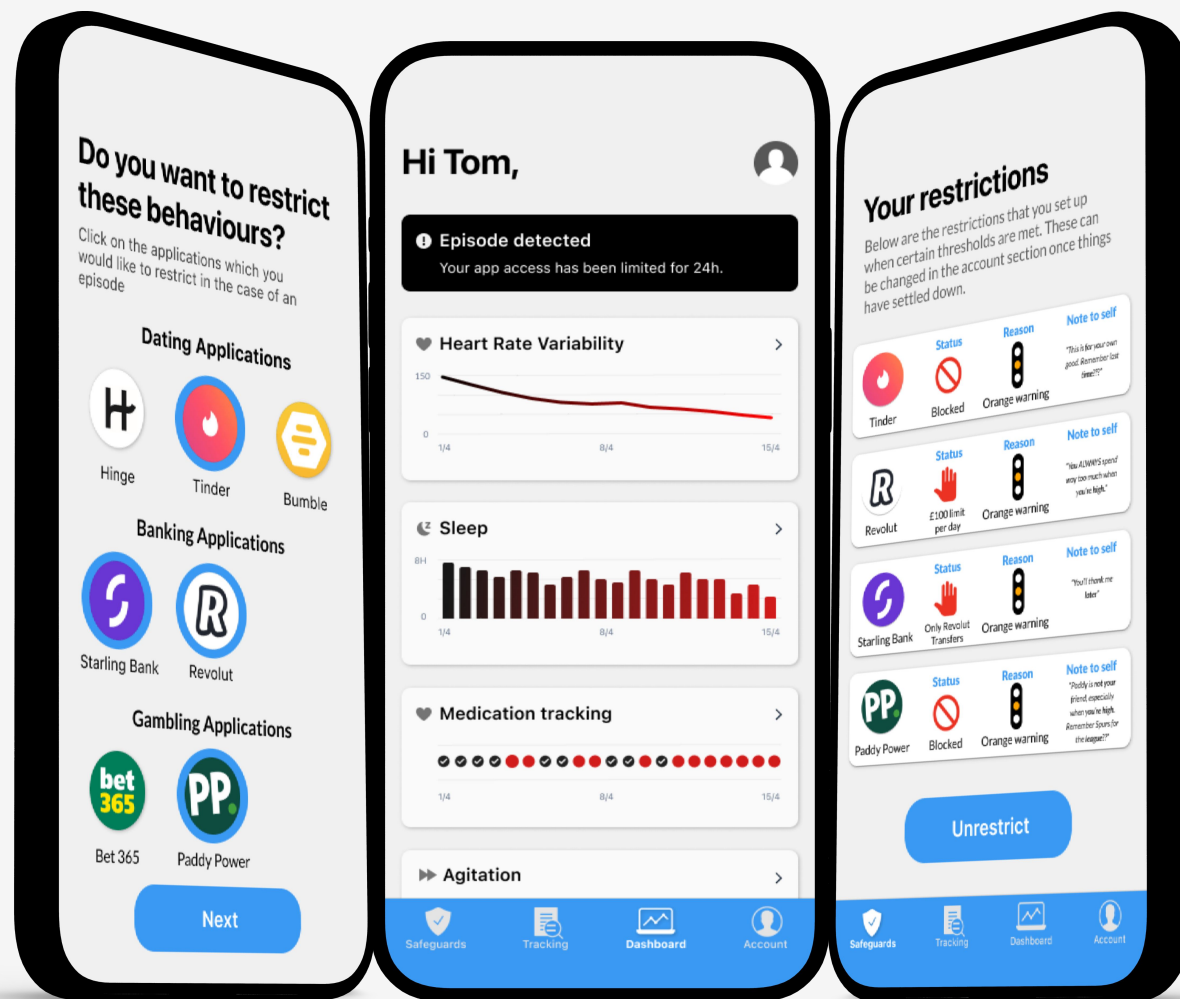 Do you want to restrict
these behaviours?
Click on the applications which you
would like to restrict in the case of an
episode
Dating Applications
H
Hinge
Tinder
Bumble
Banking Applications
R
Starling Bank
Revolut
Gambling Applications
bet
365
PP.
Bet 365
Paddy Power
Next
Hi Tom,
Episode detected
Your app access has been limited for 24h.
Heart Rate Variability
150
0
1/4
8/4
15/4
Sleep
8H
0
1/4
8/4
15/4
Medication tracking
1/4
8/4
15/4
Agitation
Safeguards
Tracking
Dashboard
Account
Your restrictions
Below are the restrictions that you set up
when certain thresholds are met. These can
be changed in the account section once things
have settled down.
Tinder
Status
Blocked
Reason
Orange warning
Note to self
"This is for your own
good. Remember last
time???"
R
Revolut
Status
£100 limit
per day
Reason
Orange warning
Note to self
"You ALWAYS spend
way too much when
you're high."
Starling Bank
Status
Only Revolut
Transfers
Reason
Orange warning
Note to self
"You'll thank me
later"
PP.
Paddy Power
Status
Blocked
Reason
Orange warning
Note to self
"Paddy is not your
friend, especially
when you're high.
Remember Spurs for
the league??"
Unrestrict
Safeguards
Tracking
Dashboard
Account